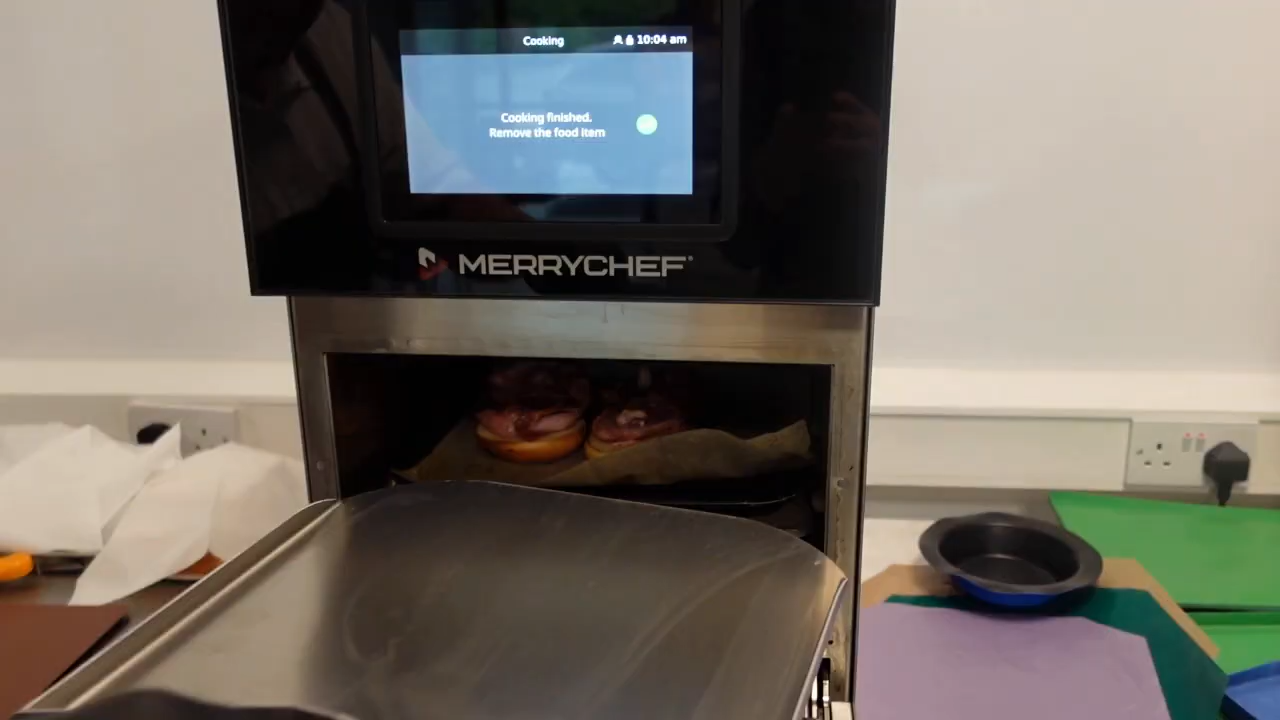 Cooking
10:04 am
Cooking finished.
Remove the food item
MERRYCHEF